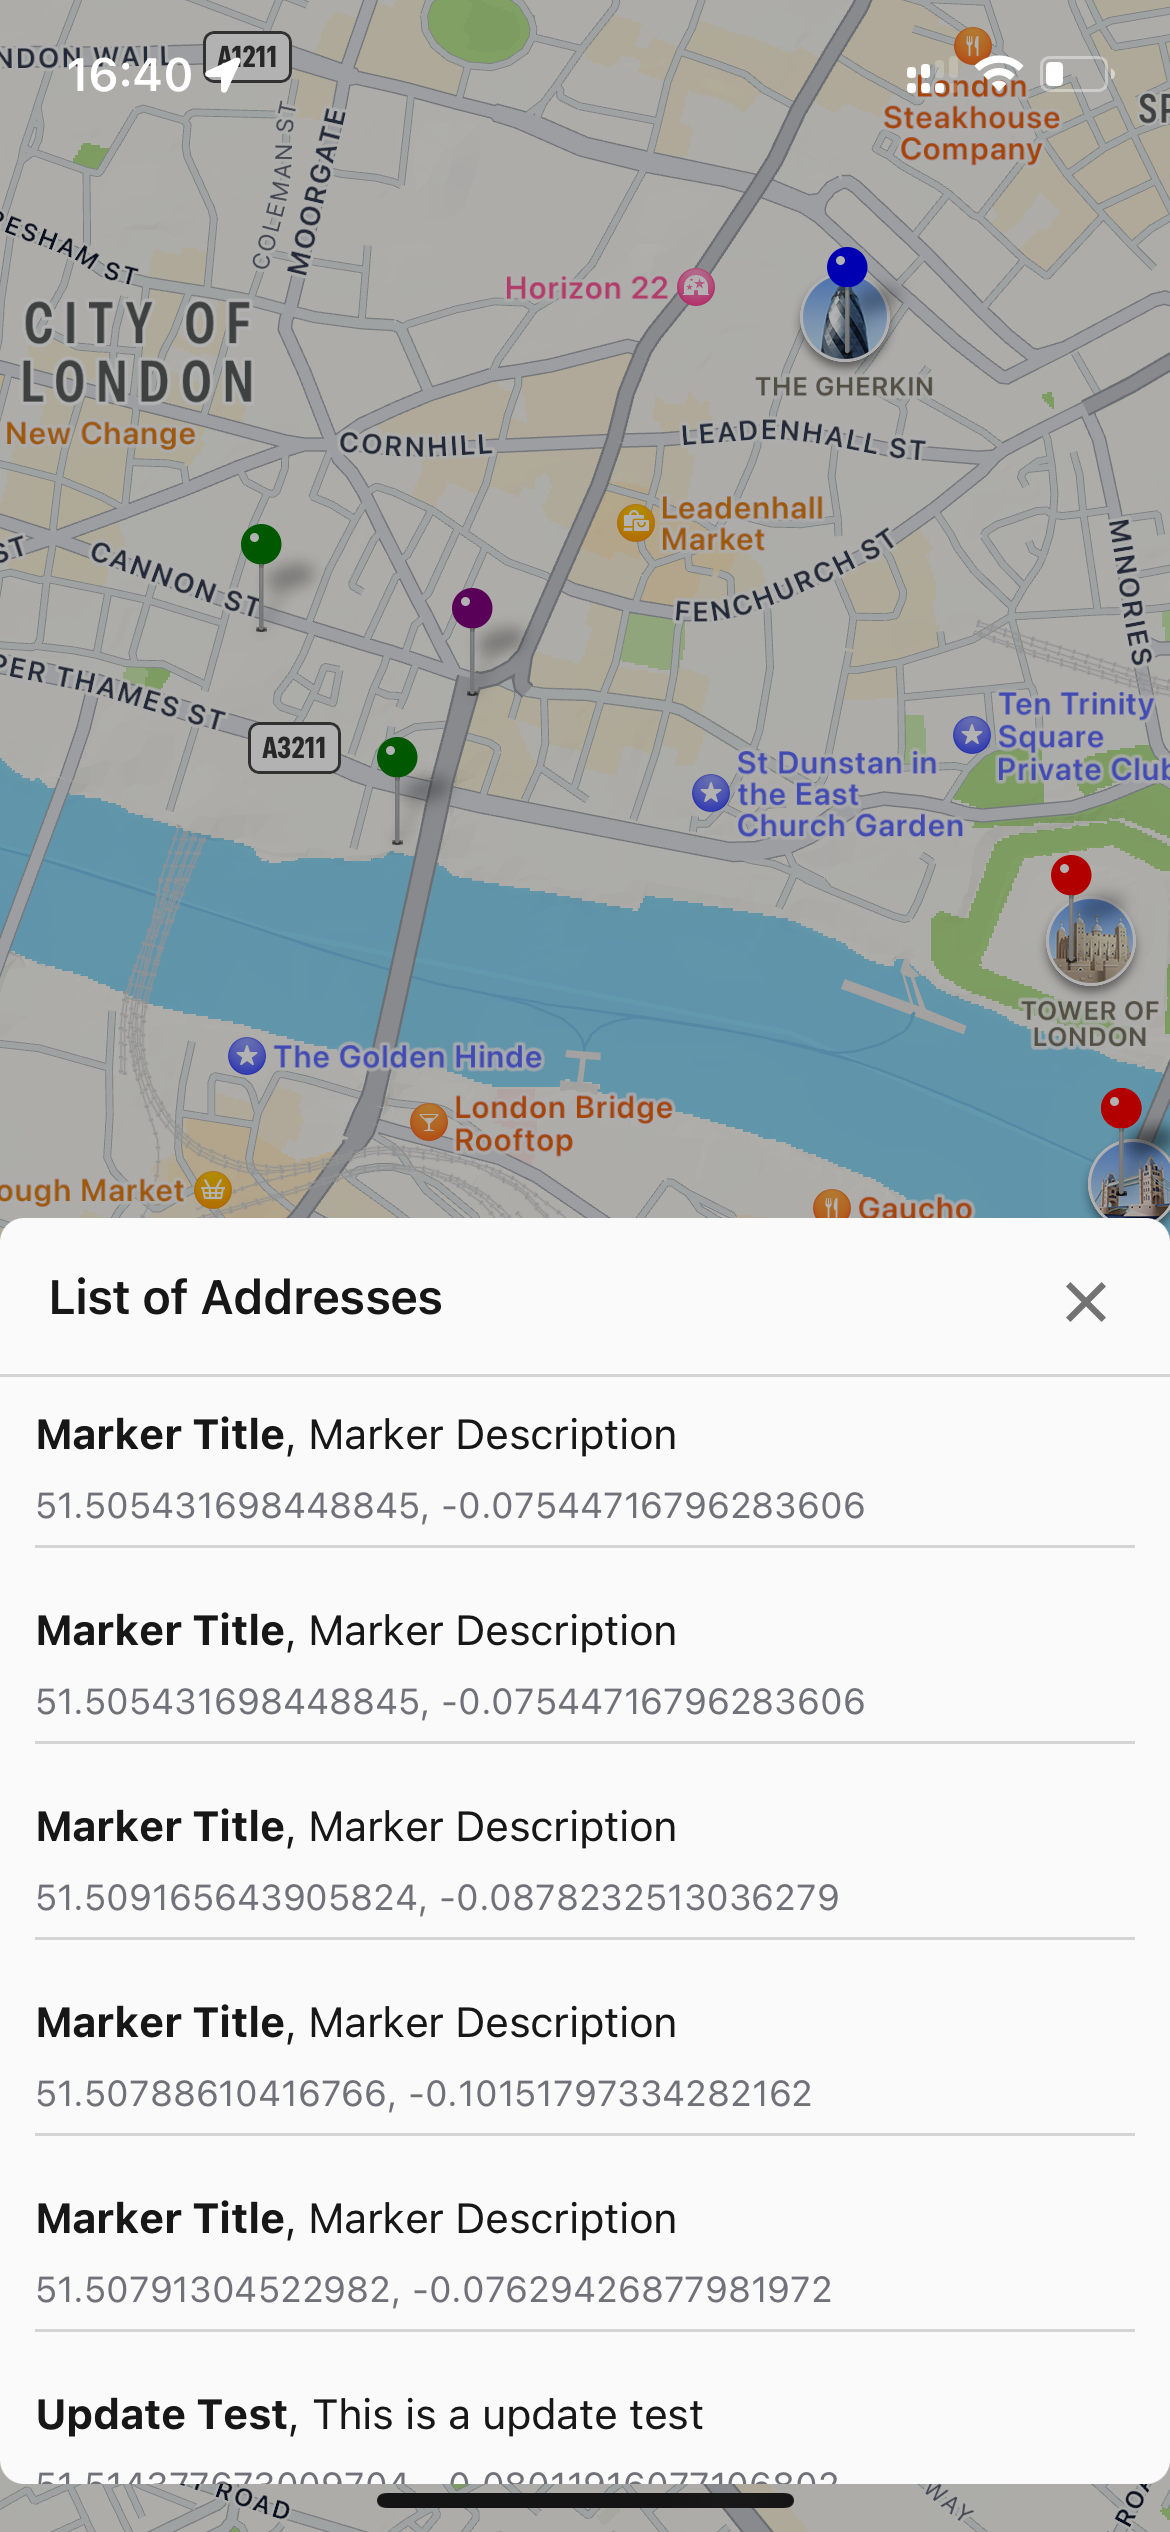 NDON WALL
A1211
16:40
London
Steakhouse
Company
SP
COLEMAN ST
MOORGATE
RESHAM ST
Horizon 22
CITY OF
LONDON
THE GHERKIN
New Change
CORNHILL
LEADENHALL ST
Leadenhall
Market
ST
CANNON ST
FENCHURCH ST
MINORIES
PER THAMES ST
A3211
Ten Trinity
Square
Private Club
St Dunstan in
the East
Church Garden
TOWER OF
LONDON
The Golden Hinde
London Bridge
Rooftop
ough Market
Gaucho
List of Addresses
Marker Title, Marker Description
51.505431698448845, -0.07544716796283606
Marker Title, Marker Description
51.505431698448845, -0.07544716796283606
Marker Title, Marker Description
51.509165643905824, -0.0878232513036279
Marker Title, Marker Description
51.50788610416766, -0.10151797334282162
Marker Title, Marker Description
51.50791304522982, -0.07629426877981972
Update Test, This is a update test
ROAD
WAY